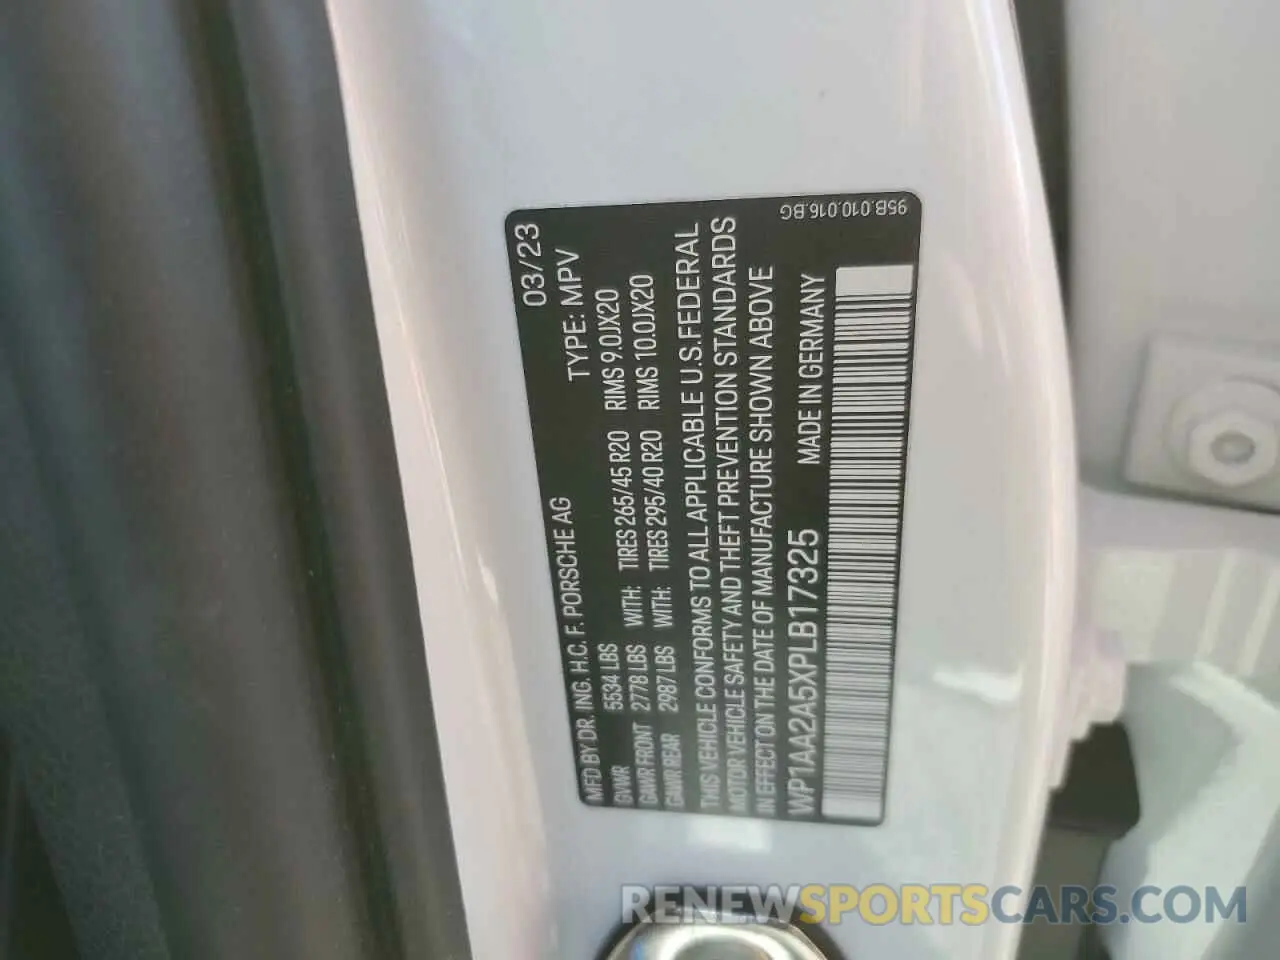 MFD BY DR. ING. H.C. F. PORSCHE AG 03/23
TYPE: MPV
GVWR 5534 LBS WITH: TIRES 265/45 R20 RIMS 9.0JX20
GAWR FRONT 2778 LBS WITH: TIRES 295/40 R20 RIMS 10.0JX20
GAWR REAR 2987 LBS
THIS VEHICLE CONFORMS TO ALL APPLICABLE U.S.FEDERAL
MOTOR VEHICLE SAFETY AND THEFT PREVENTION STANDARDS
IN EFFECT ON THE DATE OF MANUFACTURE SHOWN ABOVE
WP1AA2A5XPLB17325 MADE IN GERMANY
95B.010.016.BG
RENEWSPORTSCARS.COM